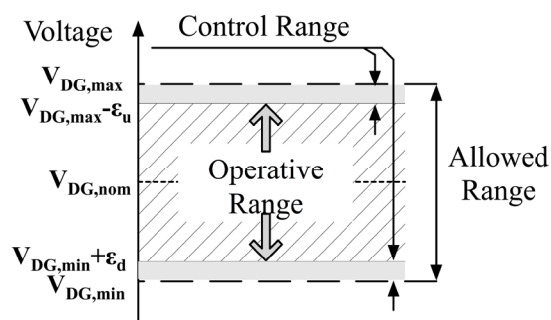 Voltage
Control Range
V_DG,max
V_DG,max-ε_u
V_DG,nom
Operative
Range
Allowed
Range
V_DG,min+ε_d
V_DG,min